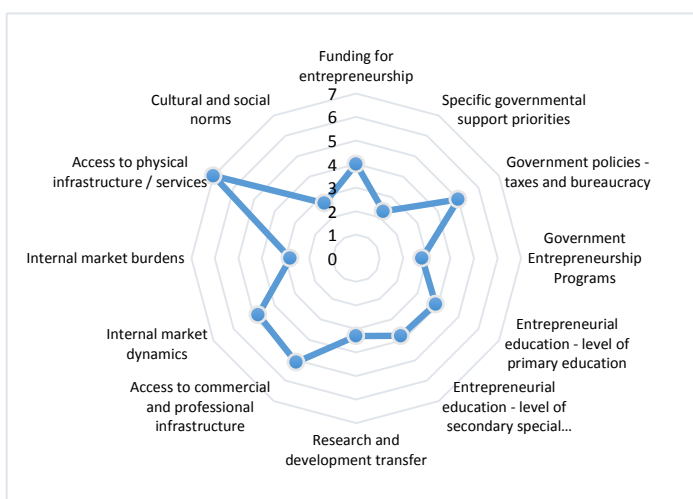 Funding for
entrepreneurship
Specific governmental
support priorities
Government policies -
taxes and bureaucracy
Government
Entrepreneurship
Programs
Entrepreneurial
education - level of
primary education
Entrepreneurial
education - level of
secondary special...
Research and
development transfer
Access to commercial
and professional
infrastructure
Internal market
dynamics
Internal market burdens
Access to physical
infrastructure / services
Cultural and social
norms
7
6
5
4
3
2
1
0